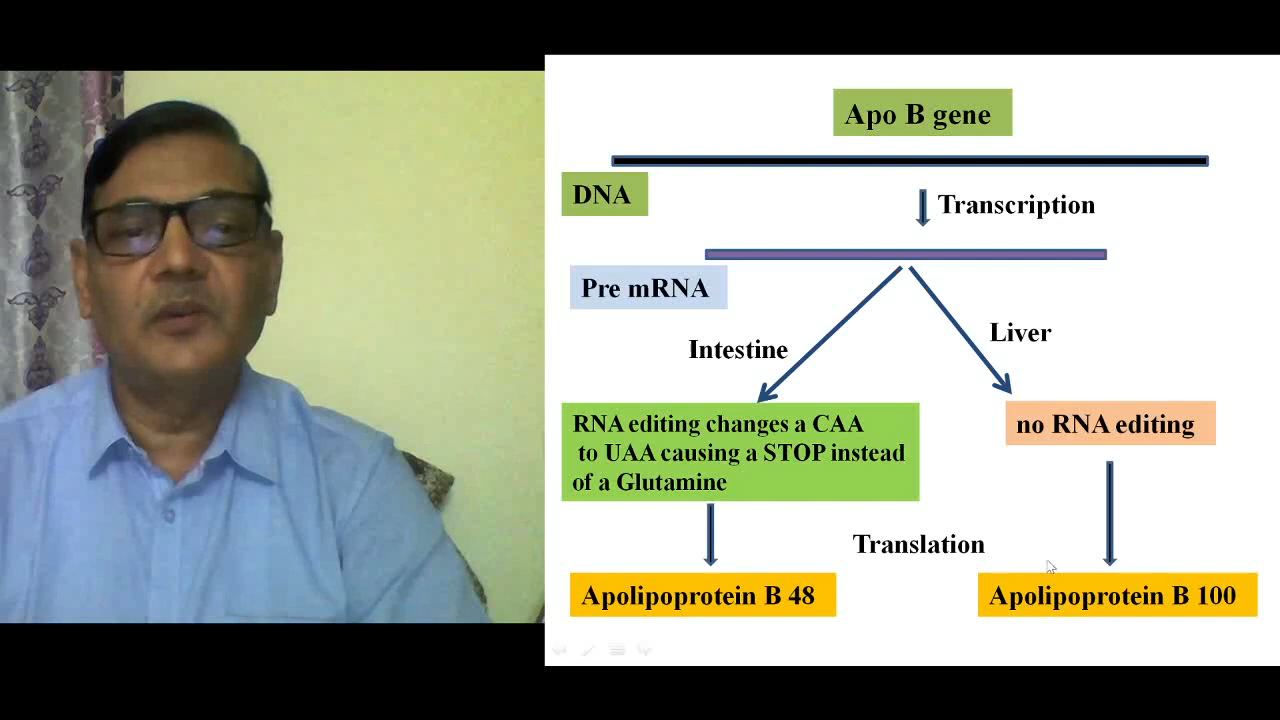 Apo B gene
DNA
Transcription
Pre mRNA
Intestine
Liver
RNA editing changes a CAA
to UAA causing a STOP instead
of a Glutamine
no RNA editing
Translation
Apolipoprotein B 48
Apolipoprotein B 100